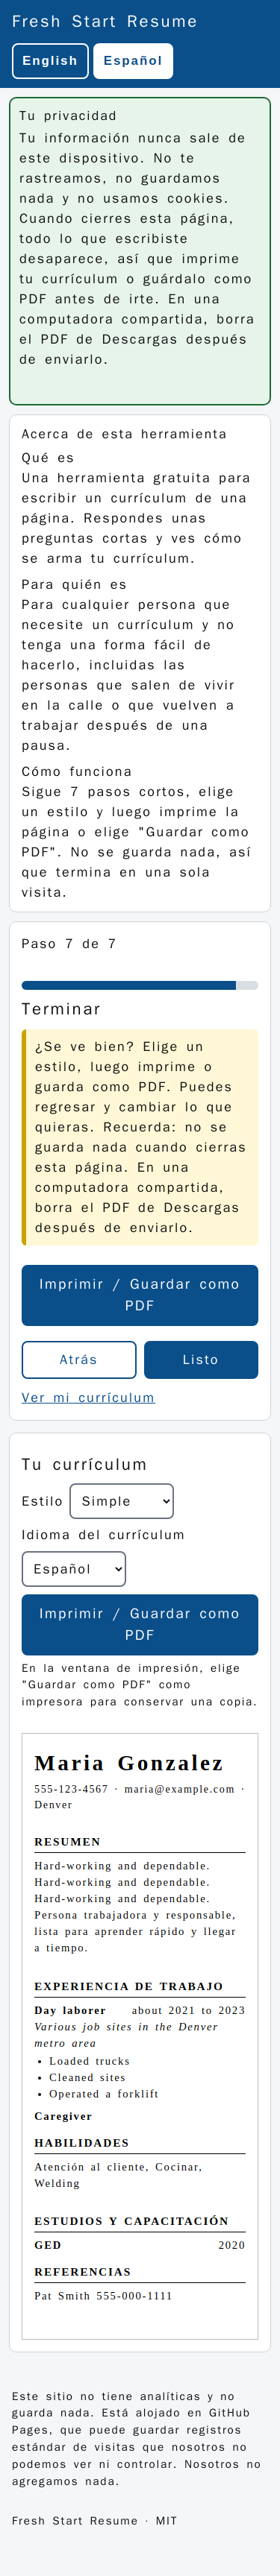 Fresh Start Resume
English Español
Tu privacidad
Tu información nunca sale de
este dispositivo. No te
rastreamos, no guardamos
nada y no usamos cookies.
Cuando cierres esta página,
todo lo que escribiste
desaparece, así que imprime
tu currículum o guárdalo como
PDF antes de irte. En una
computadora compartida, borra
el PDF de Descargas después
de enviarlo.
Acerca de esta herramienta
Qué es
Una herramienta gratuita para
escribir un currículum de una
página. Respondes unas
preguntas cortas y ves cómo
se arma tu currículum.
Para quién es
Para cualquier persona que
necesite un currículum y no
tenga una forma fácil de
hacerlo, incluidas las
personas que salen de vivir
en la calle o que vuelven a
trabajar después de una
pausa.
Cómo funciona
Sigue 7 pasos cortos, elige
un estilo y luego imprime la
página o elige "Guardar como
PDF". No se guarda nada, así
que termina en una sola
visita.
Paso 7 de 7
Terminar
¿Se ve bien? Elige un
estilo, luego imprime o
guarda como PDF. Puedes
regresar y cambiar lo que
quieras. Recuerda: no se
guarda nada cuando cierras
esta página. En una
computadora compartida,
borra el PDF de Descargas
después de enviarlo.
Imprimir / Guardar como
PDF
Atrás Listo
Ver mi currículum
Tu currículum
Estilo Simple
Idioma del currículum
Español
Imprimir / Guardar como
PDF
En la ventana de impresión, elige
"Guardar como PDF" como
impresora para conservar una copia.
Maria Gonzalez
555-123-4567 · maria@example.com ·
Denver
RESUMEN
Hard-working and dependable.
Hard-working and dependable.
Hard-working and dependable.
Persona trabajadora y responsable,
lista para aprender rápido y llegar
a tiempo.
EXPERIENCIA DE TRABAJO
Day laborer about 2021 to 2023
Various job sites in the Denver
metro area
• Loaded trucks
• Cleaned sites
• Operated a forklift
Caregiver
HABILIDADES
Atención al cliente, Cocinar,
Welding
ESTUDIOS Y CAPACITACIÓN
GED 2020
REFERENCIAS
Pat Smith 555-000-1111
Este sitio no tiene analíticas y no
guarda nada. Está alojado en GitHub
Pages, que puede guardar registros
estándar de visitas que nosotros no
podemos ver ni controlar. Nosotros no
agregamos nada.
Fresh Start Resume · MIT